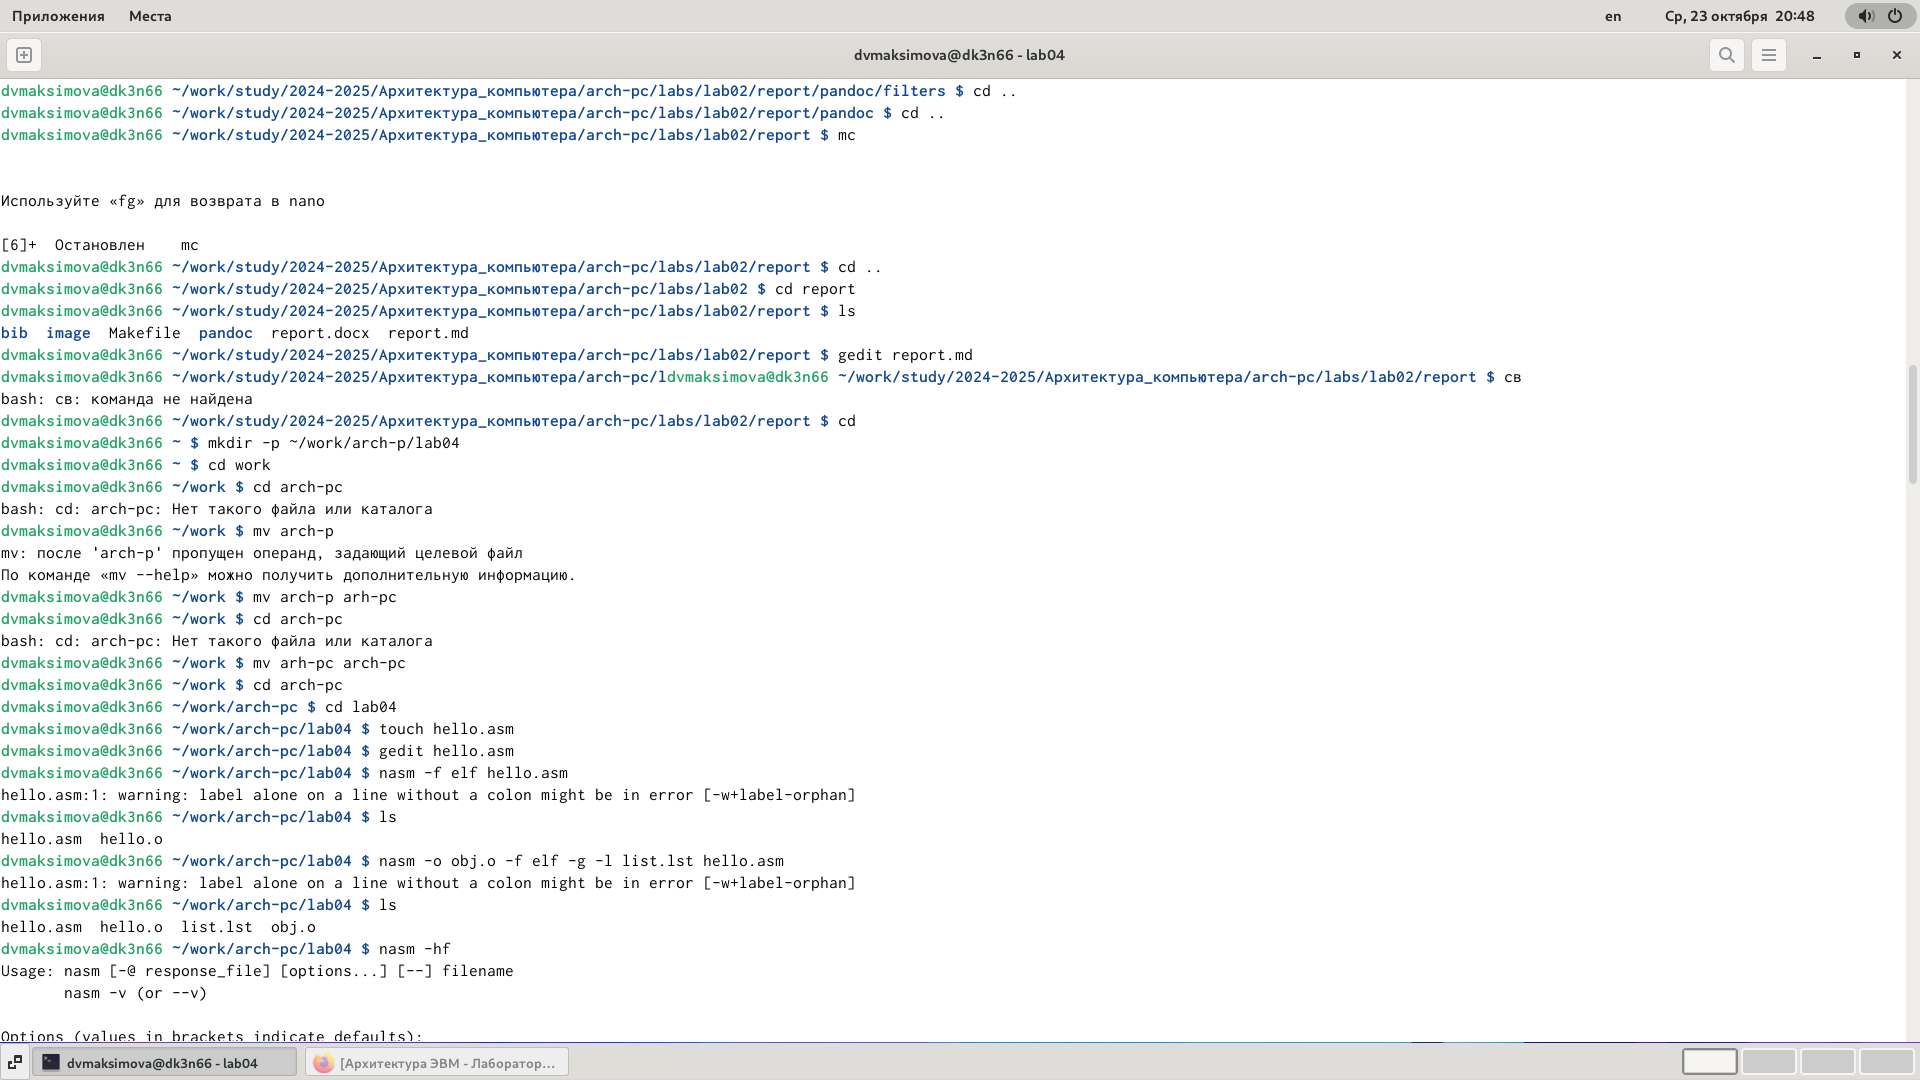 Приложения Места en Ср, 23 октября 20:48
dvmaksimova@dk3n66 - lab04
dvmaksimova@dk3n66 ~/work/study/2024-2025/Архитектура_компьютера/arch-pc/labs/lab02/report/pandoc/filters $ cd ..
dvmaksimova@dk3n66 ~/work/study/2024-2025/Архитектура_компьютера/arch-pc/labs/lab02/report/pandoc $ cd ..
dvmaksimova@dk3n66 ~/work/study/2024-2025/Архитектура_компьютера/arch-pc/labs/lab02/report $ mc
Используйте «fg» для возврата в nano
[6]+  Остановлен    mc
dvmaksimova@dk3n66 ~/work/study/2024-2025/Архитектура_компьютера/arch-pc/labs/lab02/report $ cd ..
dvmaksimova@dk3n66 ~/work/study/2024-2025/Архитектура_компьютера/arch-pc/labs/lab02 $ cd report
dvmaksimova@dk3n66 ~/work/study/2024-2025/Архитектура_компьютера/arch-pc/labs/lab02/report $ ls
bib  image  Makefile  pandoc  report.docx  report.md
dvmaksimova@dk3n66 ~/work/study/2024-2025/Архитектура_компьютера/arch-pc/labs/lab02/report $ gedit report.md
dvmaksimova@dk3n66 ~/work/study/2024-2025/Архитектура_компьютера/arch-pc/ldvmaksimova@dk3n66 ~/work/study/2024-2025/Архитектура_компьютера/arch-pc/labs/lab02/report $ св
bash: св: команда не найдена
dvmaksimova@dk3n66 ~/work/study/2024-2025/Архитектура_компьютера/arch-pc/labs/lab02/report $ cd
dvmaksimova@dk3n66 ~ $ mkdir -p ~/work/arch-p/lab04
dvmaksimova@dk3n66 ~ $ cd work
dvmaksimova@dk3n66 ~/work $ cd arch-pc
bash: cd: arch-pc: Нет такого файла или каталога
dvmaksimova@dk3n66 ~/work $ mv arch-p
mv: после 'arch-p' пропущен операнд, задающий целевой файл
По команде «mv --help» можно получить дополнительную информацию.
dvmaksimova@dk3n66 ~/work $ mv arch-p arh-pc
dvmaksimova@dk3n66 ~/work $ cd arch-pc
bash: cd: arch-pc: Нет такого файла или каталога
dvmaksimova@dk3n66 ~/work $ mv arh-pc arch-pc
dvmaksimova@dk3n66 ~/work $ cd arch-pc
dvmaksimova@dk3n66 ~/work/arch-pc $ cd lab04
dvmaksimova@dk3n66 ~/work/arch-pc/lab04 $ touch hello.asm
dvmaksimova@dk3n66 ~/work/arch-pc/lab04 $ gedit hello.asm
dvmaksimova@dk3n66 ~/work/arch-pc/lab04 $ nasm -f elf hello.asm
hello.asm:1: warning: label alone on a line without a colon might be in error [-w+label-orphan]
dvmaksimova@dk3n66 ~/work/arch-pc/lab04 $ ls
hello.asm  hello.o
dvmaksimova@dk3n66 ~/work/arch-pc/lab04 $ nasm -o obj.o -f elf -g -l list.lst hello.asm
hello.asm:1: warning: label alone on a line without a colon might be in error [-w+label-orphan]
dvmaksimova@dk3n66 ~/work/arch-pc/lab04 $ ls
hello.asm  hello.o  list.lst  obj.o
dvmaksimova@dk3n66 ~/work/arch-pc/lab04 $ nasm -hf
Usage: nasm [-@ response_file] [options...] [--] filename
       nasm -v (or --v)
Options (values in brackets indicate defaults):
dvmaksimova@dk3n66 - lab04 [Архитектура ЭВМ - Лаборатор...